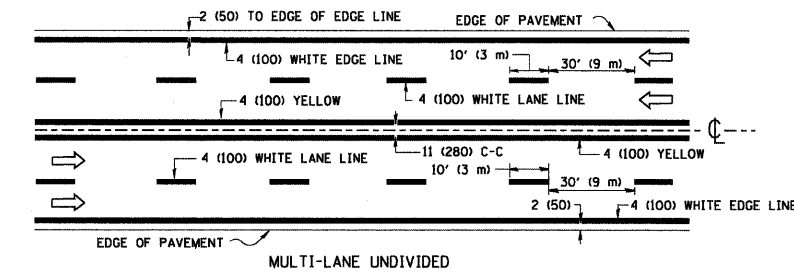 2 (50) TO EDGE OF EDGE LINE
EDGE OF PAVEMENT
4 (100) WHITE EDGE LINE
10' (3 m)
30' (9 m)
4 (100) YELLOW
4 (100) WHITE LANE LINE
℄
11 (280) C-C
4 (100) YELLOW
4 (100) WHITE LANE LINE
10' (3 m)
30' (9 m)
2 (50)
4 (100) WHITE EDGE LINE
EDGE OF PAVEMENT
MULTI-LANE UNDIVIDED